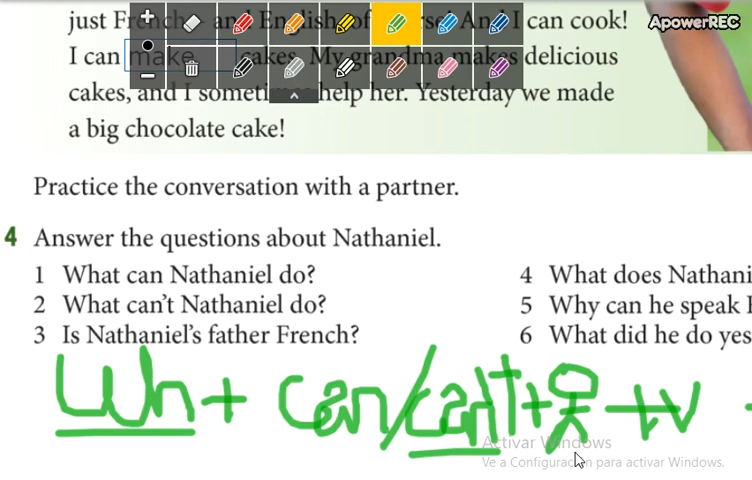 just French and English of And I can cook!
ApowerREC
I can make cakes. My grandma makes delicious
cakes, and I help her. Yesterday we made
a big chocolate cake!
Practice the conversation with a partner.
4 Answer the questions about Nathaniel.
1 What can Nathaniel do?
2 What can't Nathaniel do?
3 Is Nathaniel's father French?
4 What does Nathani
5 Why can he speak
6 What did he do yes
Wh + can/can't + + v
Activar Windows
Ve a Configuración para activar Windows.